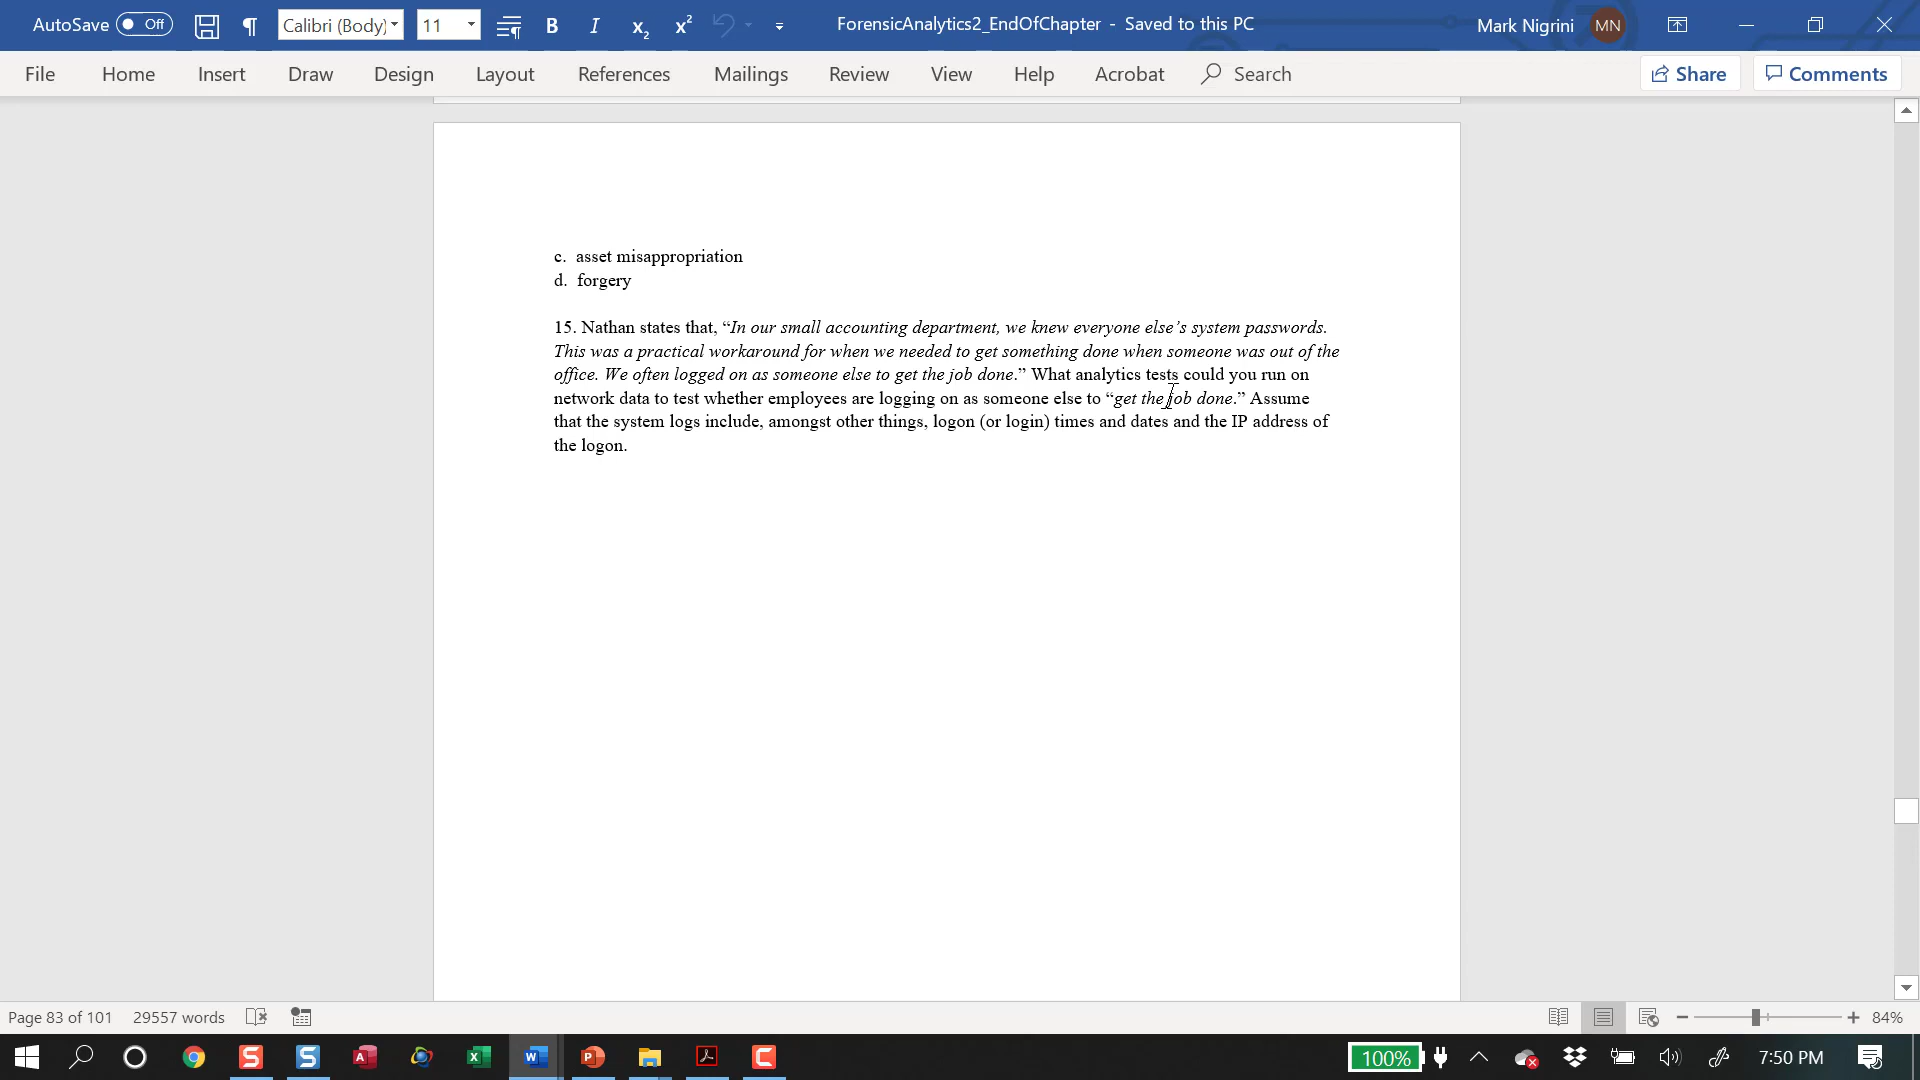 AutoSave Off Calibri (Body) 11 B I x2 x2 ForensicAnalytics2_EndOfChapter - Saved to this PC Mark Nigrini MN
File Home Insert Draw Design Layout References Mailings Review View Help Acrobat Search Share Comments
c. asset misappropriation
d. forgery
15. Nathan states that, “In our small accounting department, we knew everyone else’s system passwords.
This was a practical workaround for when we needed to get something done when someone was out of the
office. We often logged on as someone else to get the job done.” What analytics tests could you run on
network data to test whether employees are logging on as someone else to “get the job done.” Assume
that the system logs include, amongst other things, logon (or login) times and dates and the IP address of
the logon.
Page 83 of 101 29557 words 84%
100% 7:50 PM